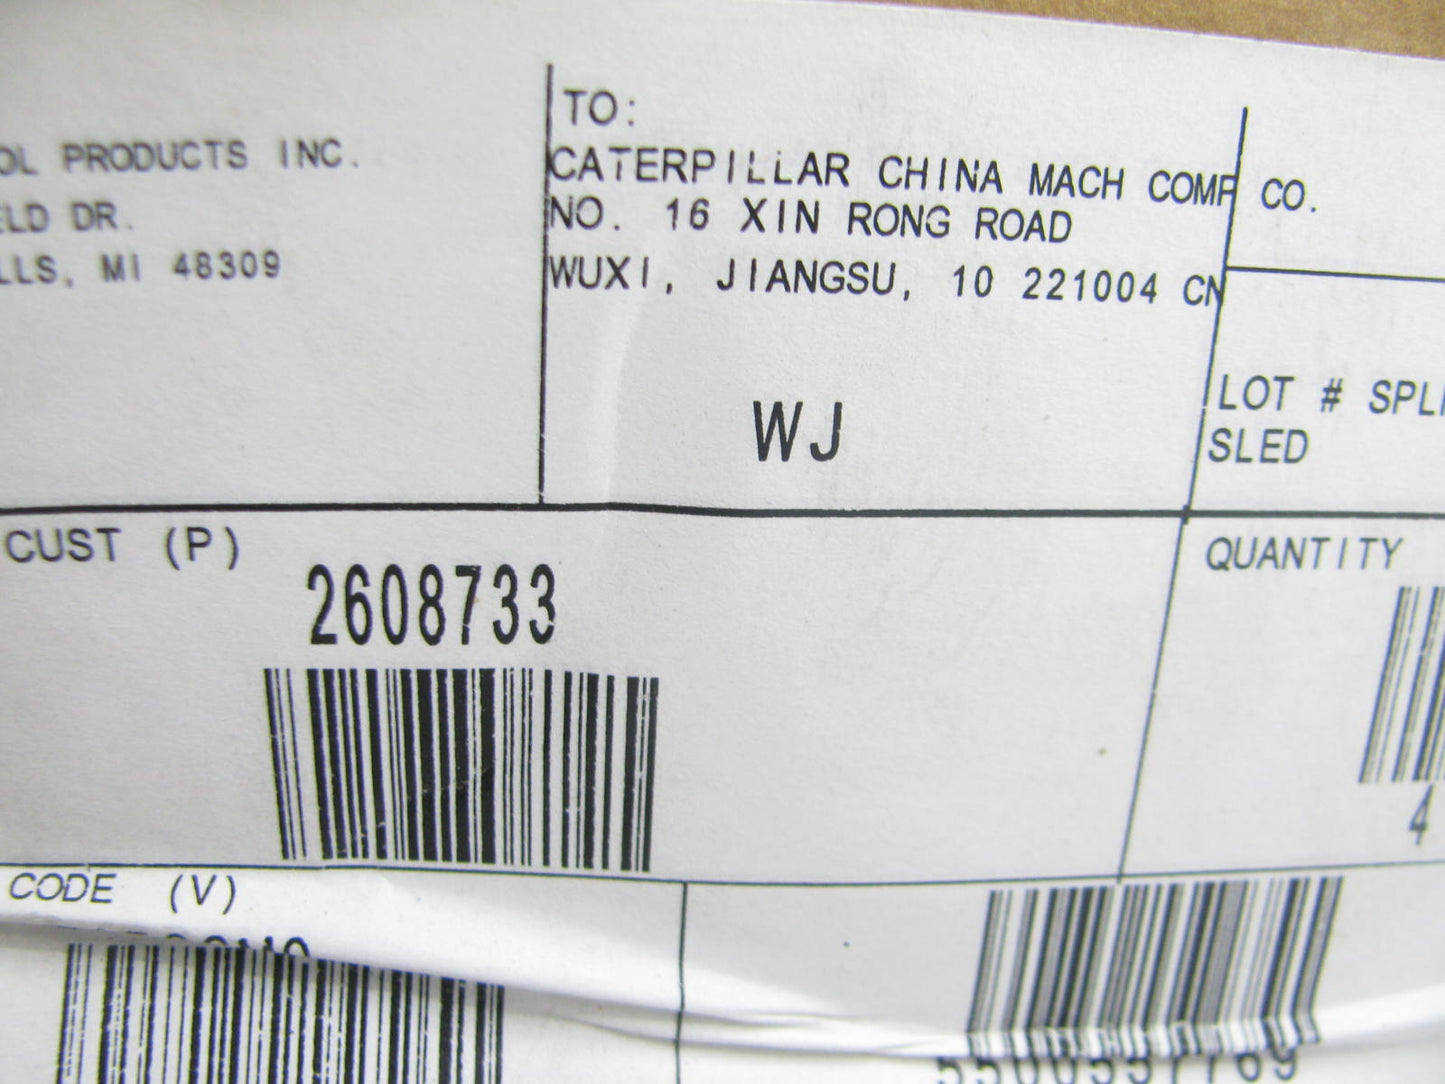 OL PRODUCTS INC.
ELD DR.
LLS, MI 48309
TO:
CATERPILLAR CHINA MACH COMP CO.
NO. 16 XIN RONG ROAD
WUXI, JIANGSU, 10 221004 CN
WJ
LOT # SPLI
SLED
CUST (P)
2608733
QUANTITY
4
CODE (V)